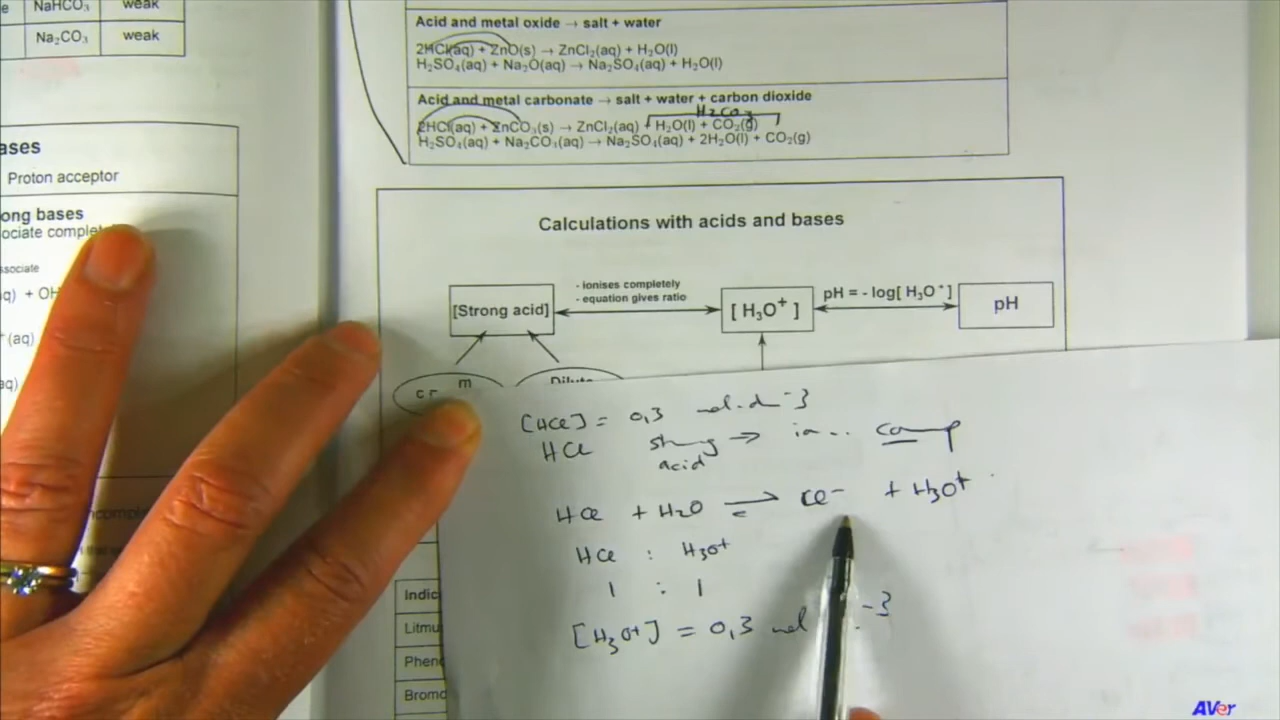 NaHCO₃ weak
Na₂CO₃ weak
Proton acceptor
ong bases
ssociate
Acid and metal oxide → salt + water
2HCl(aq) + ZnO(s) → ZnCl₂(aq) + H₂O(l)
H₂SO₄(aq) + Na₂O(aq) → Na₂SO₄(aq) + H₂O(l)
Acid and metal carbonate → salt + water + carbon dioxide
H₂CO₃
2HCl(aq) + ZnCO₃(s) → ZnCl₂(aq) + H₂O(l) + CO₂(g)
H₂SO₄(aq) + Na₂CO₃(aq) → Na₂SO₄(aq) + 2H₂O(l) + CO₂(g)
Calculations with acids and bases
- ionises completely
- equation gives ratio
pH = - log[ H₃O⁺]
[Strong acid]
[ H₃O⁺ ]
pH
[HCl] = 0,3 mol·dm-3
HCl strong acid → ion.. comp
HCl + H₂O ⇌ Cl- + H₃O+
HCl : H₃O+
1 : 1
[H₃O+] = 0,3 mol -3
Indic
Litmu
Phen
Bromo
AVer